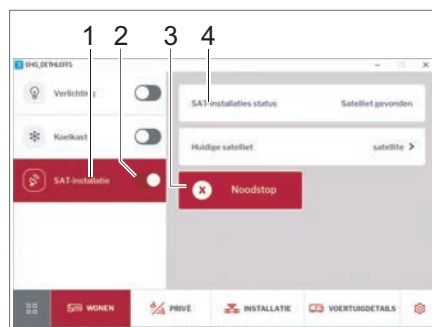 1 2 3 4
EHG_DETHLEFFS
Verlichting
SAT-installaties status Satelliet gevonden
Koelkast
Huidige satelliet satellite >
SAT-installatie
Noodstop
WONEN PRIVÉ INSTALLATIE VOERTUIGDETAILS